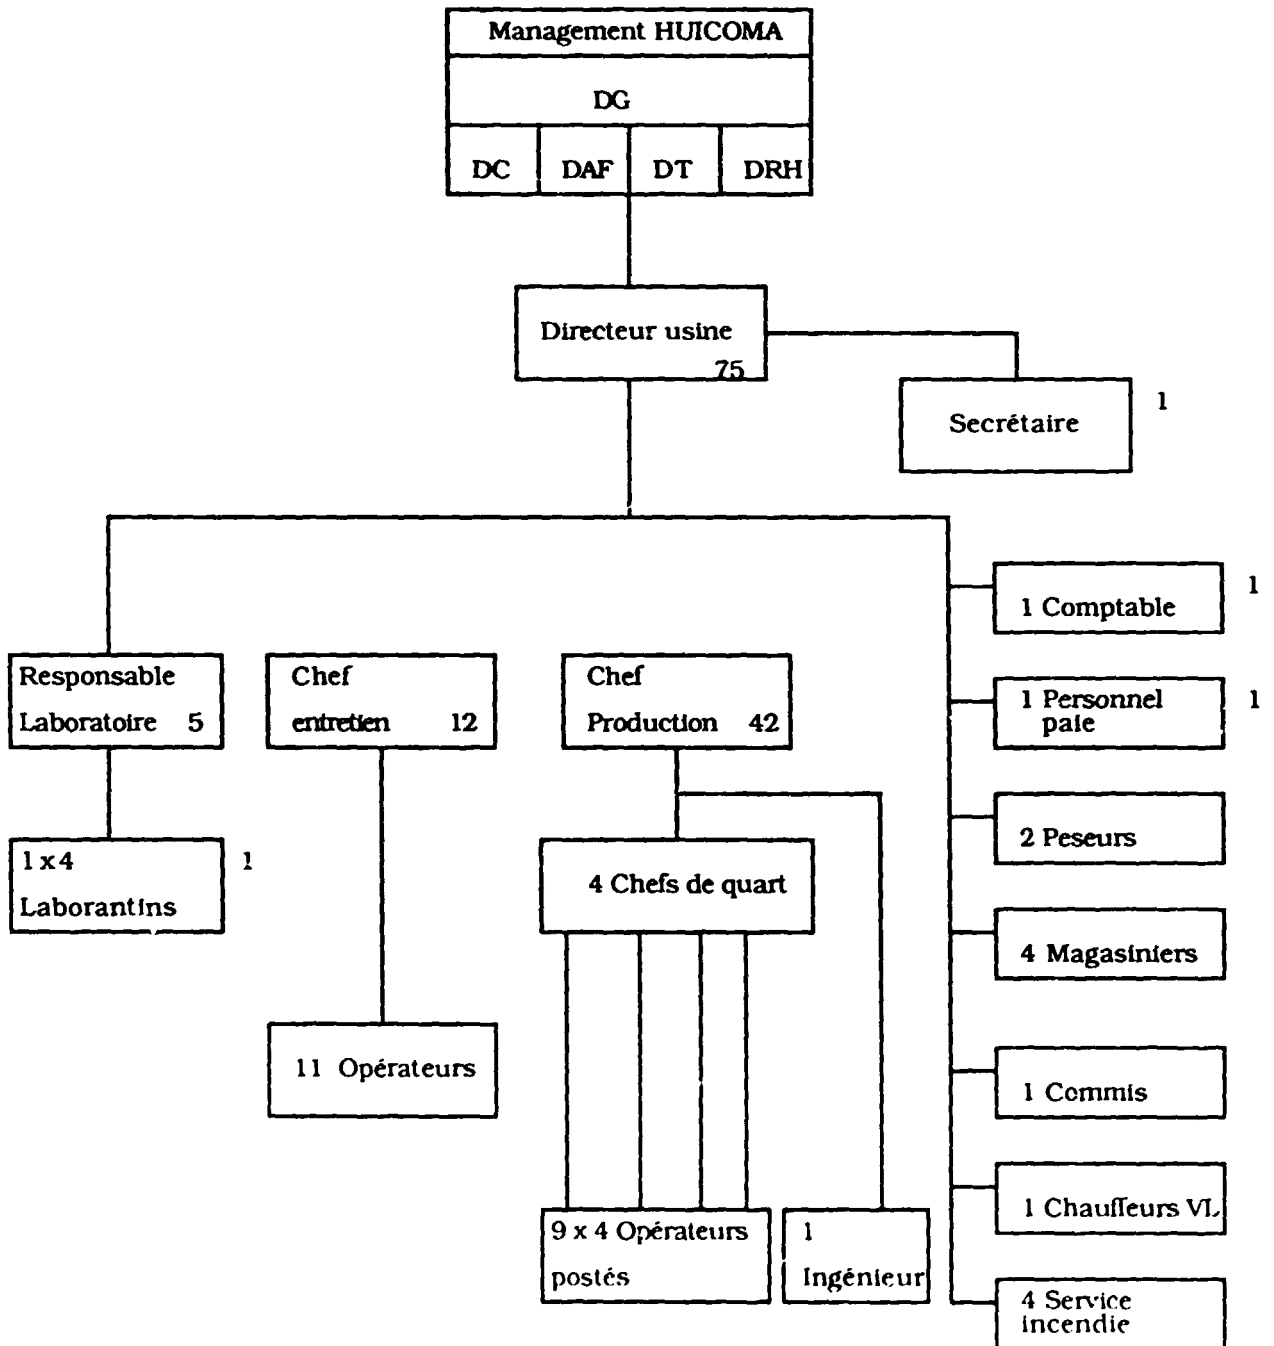 Management HUICOMA
DG
DC DAF DT DRH
Directeur usine
75
Secrétaire
1
Responsable
Laboratoire 5
Chef
entretien 12
Chef
Production 42
1 x 4
Laborantins
1
4 Chefs de quart
11 Opérateurs
9 x 4 Opérateurs
postés
1
Ingénieur
1 Comptable
1
1 Personnel
paie
1
2 Peseurs
4 Magasiniers
1 Commis
1 Chauffeurs VL
4 Service
incendie